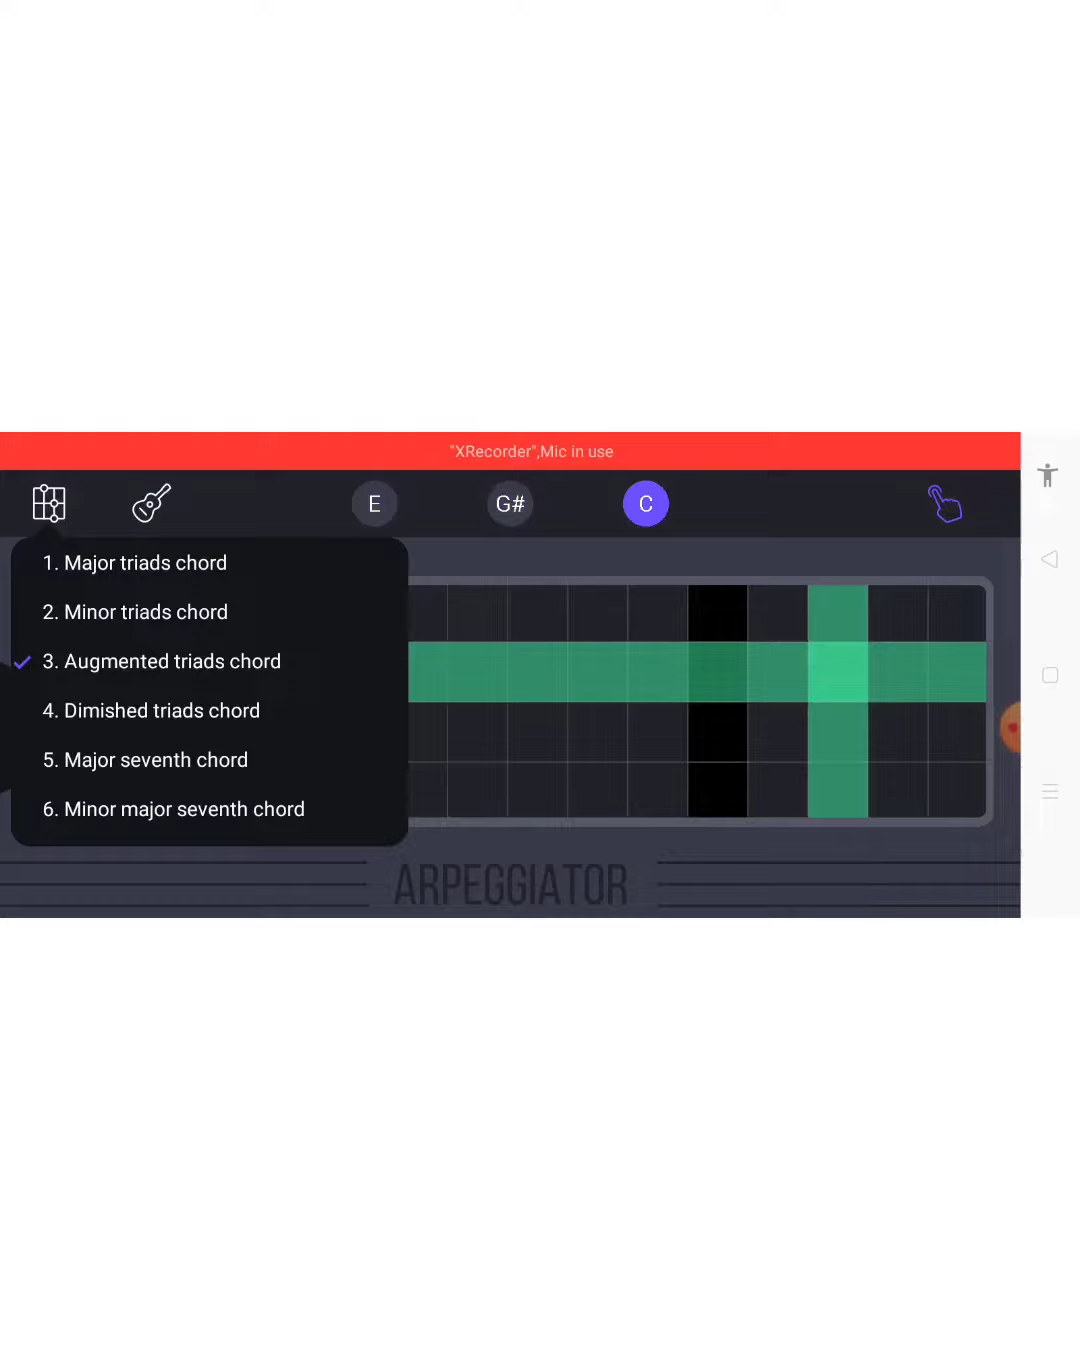 "XRecorder",Mic in use
E G# C
1. Major triads chord
2. Minor triads chord
3. Augmented triads chord
4. Dimished triads chord
5. Major seventh chord
6. Minor major seventh chord
ARPEGGIATOR